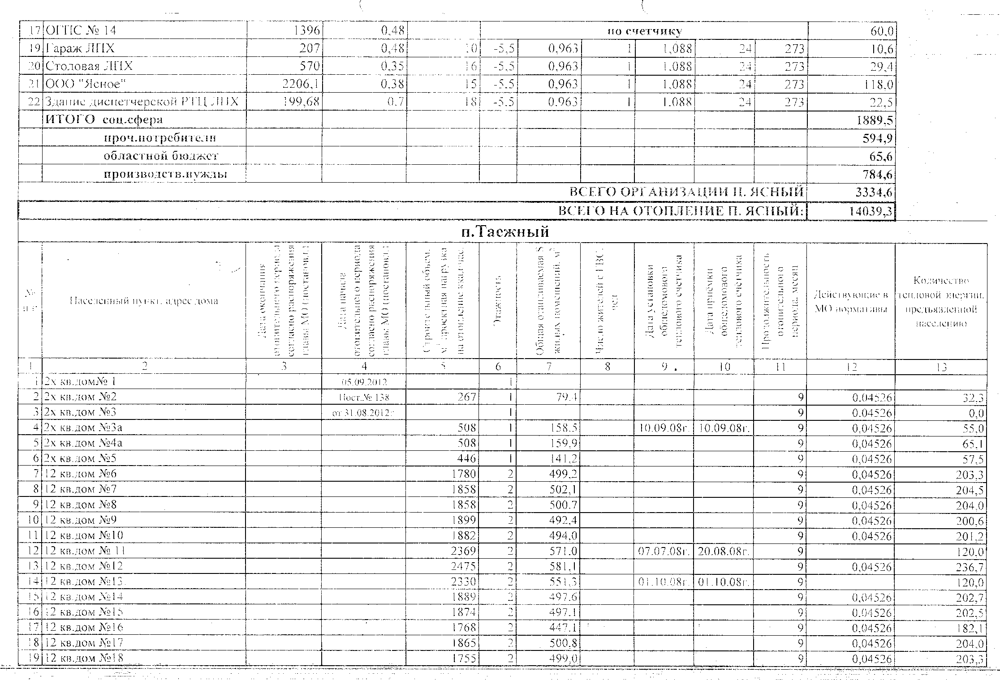 17 ОГПС № 14 1396 0,48 по счетчику 60,0
19 Гараж ЛПХ 207 0,48 10 -5,5 0,963 1 1,088 24 273 10,6
20 Столовая ЛПХ 570 0,35 16 -5,5 0,963 1 1,088 24 273 29,4
21 ООО "Ясное" 2206,1 0,38 15 -5,5 0,963 1 1,088 24 273 118,0
22 Здание диспетчерской РТЦ ЛПХ 199,68 0,7 18 -5,5 0,963 1 1,088 24 273 22,5
ИТОГО соц.сфера 1889,5
проч.потребители 594,9
областной бюджет 65,6
производств.нужды 784,6
ВСЕГО ОРГАНИЗАЦИИ П. ЯСНЫЙ 3334,6
ВСЕГО НА ОТОПЛЕНИЕ П. ЯСНЫЙ: 14039,3
п.Таежный
№
п/п
Населенный пункт, адрес дома
Дата окончания
отопительного периода
согласно распоряжения
главы МО (постановл.)
Дата начала
отопительного периода
согласно распоряжения
главы МО (постановл.)
Строительный объем,
м³, проектная нагрузка
на отопление ккал/час.
Этажность
Общая отапливаемая S
жилых помещений, м²
Число жителей с ГВС,
чел
Дата установки
общедомового
теплового счетчика
Дата приёмки
общедомового
теплового счетчика
Продолжительность
отопительного
периода, месяц
Действующие в
МО нормативы
Количество
тепловой энергии,
предъявленной
населению
1 2 3 4 5 6 7 8 9 10 11 12 13
1 2х кв.дом№ 1 05.09.2012 1
2 2х кв.дом №2 Пост.№ 138 267 1 79.4 9 0.04526 32,3
3 2х кв.дом №3 от 31.08.2012г 1 9 0.04526 0,0
4 2х кв.дом №3а 508 1 158.5 10.09.08г. 10.09.08г. 9 0,04526 55,0
5 2х кв.дом №4а 508 1 159,9 9 0,04526 65,1
6 2х кв.дом №5 446 1 141.2 9 0,04526 57,5
7 12 кв.дом №6 1780 2 499,2 9 0,04526 203,3
8 12 кв.дом №7 1858 2 502,1 9 0,04526 204,5
9 12 кв.дом №8 1858 2 500.7 9 0,04526 204,0
10 12 кв.дом №9 1899 2 492,4 9 0,04526 200,6
11 12 кв.дом №10 1882 2 494,0 9 0,04526 201,2
12 12 кв.дом № 11 2369 2 571.0 07.07.08г. 20.08.08г. 9 120,0
13 12 кв.дом №12 2475 2 581,1 9 0,04526 236,7
14 12 кв.дом №13 2330 2 551,3 01.10.08г. 01.10.08г. 9 120,0
15 12 кв.дом №14 1889 2 497.6 9 0,04526 202,7
16 12 кв.дом №15 1874 2 497.1 9 0.04526 202,5
17 12 кв.дом №16 1768 2 447.1 9 0,04526 182,1
18 12 кв.дом №17 1865 2 500,8 9 0,04526 204,0
19 12 кв.дом №18 1755 2 499,0 9 0,04526 203,3